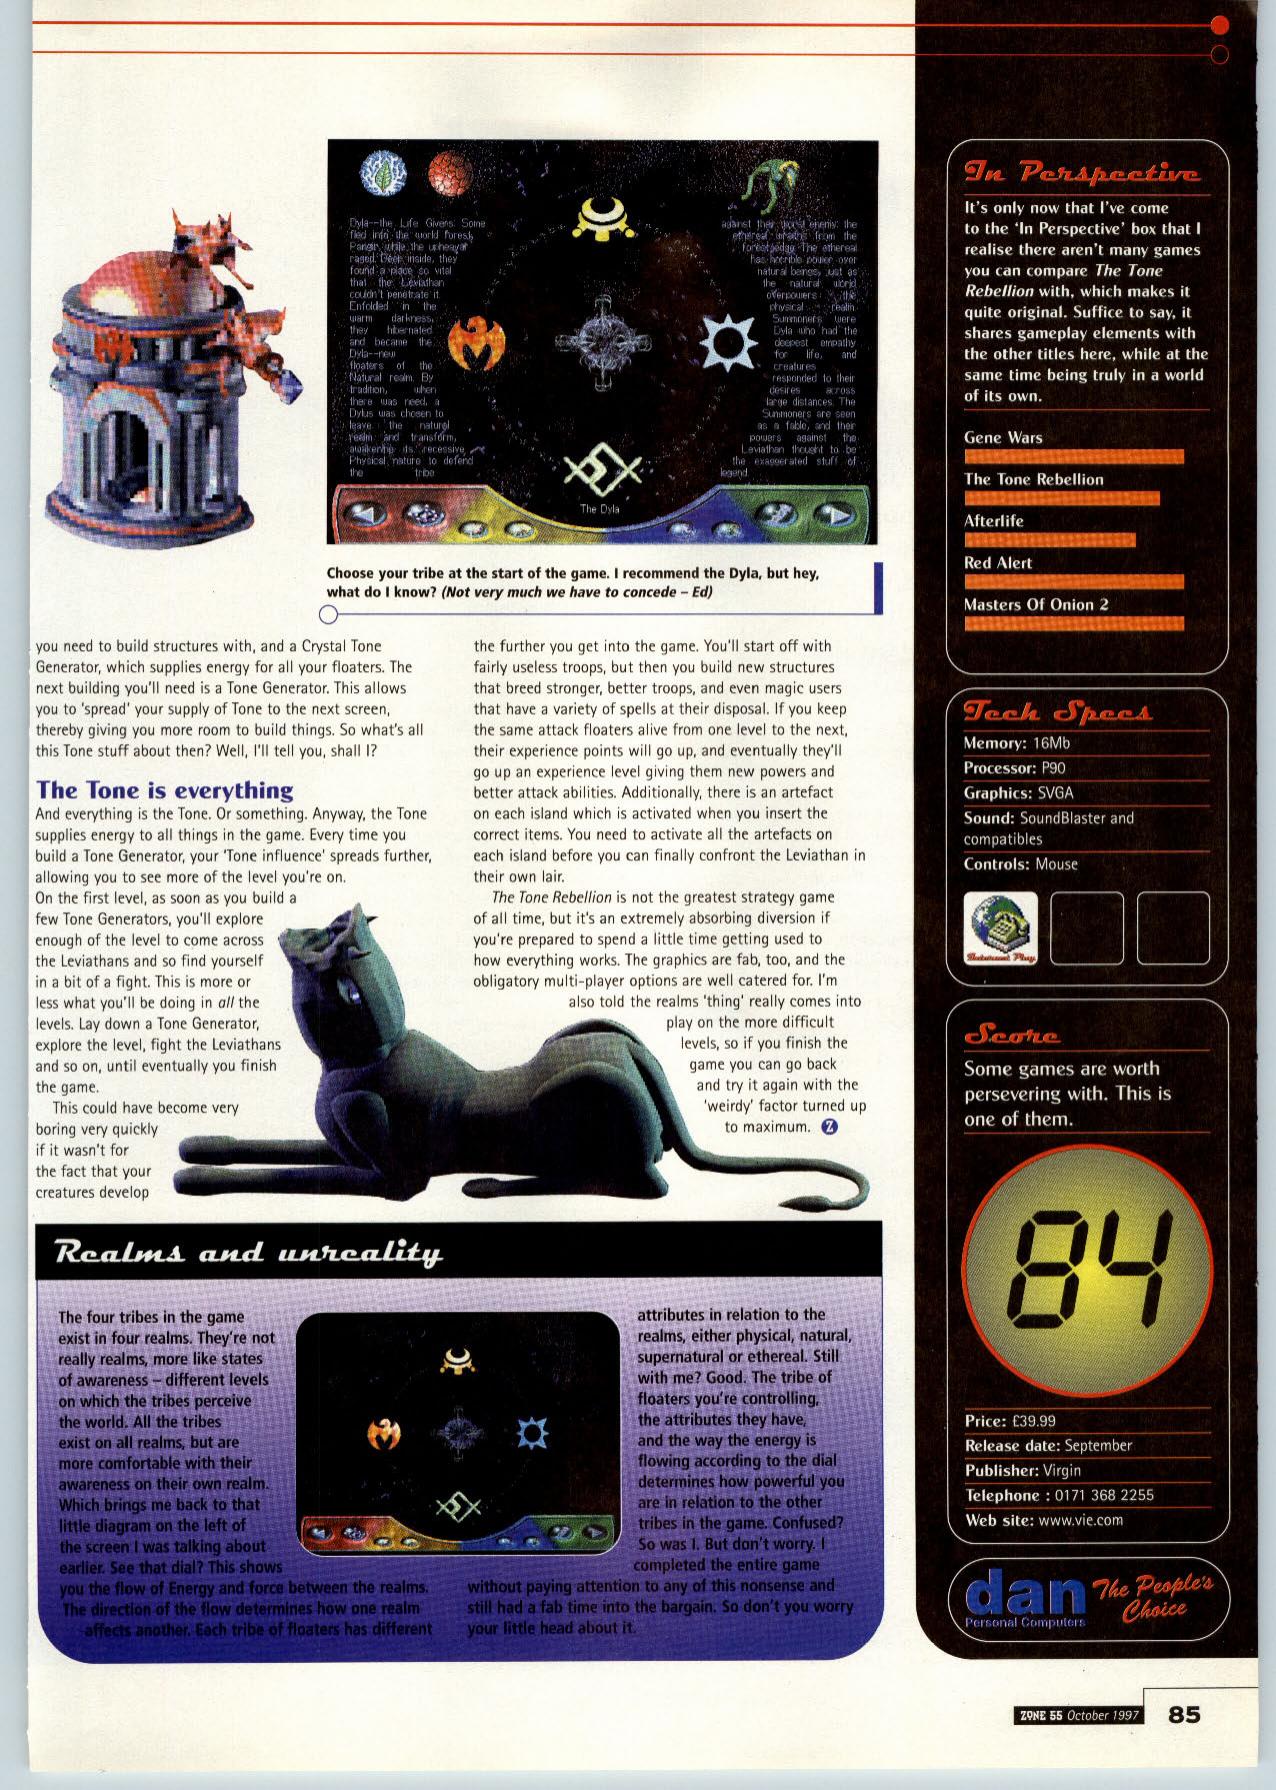 Dyla--the Life Givers. Some
fled into the world forest,
Pangir, while the upheaval
raged. Deep inside, they
found a place so vital
that the Leviathan
couldn't penetrate it.
Enfolded in the
warm darkness,
they hibernated
and became the
Dyla--new
floaters of the
Natural realm. By
tradition, when
there was need, a
Dylus was chosen to
leave the natural
realm and transform,
awakening its recessive
Physical nature to defend
the tribe
against their worst enemy: the
ethereal wraiths from the
forest edge. The ethereal
has horrible power over
natural beings, just as
the natural world
overpowers the
physical realm.
Summoners were
Dyla who had the
deepest empathy
for life, and
creatures
responded to their
desires across
large distances. The
Summoners are seen
as a fable, and their
powers against the
Leviathan thought to be
the exaggerated stuff of
legend.
The Dyla
Choose your tribe at the start of the game. I recommend the Dyla, but hey,
what do I know? (Not very much we have to concede – Ed)
you need to build structures with, and a Crystal Tone
Generator, which supplies energy for all your floaters. The
next building you'll need is a Tone Generator. This allows
you to 'spread' your supply of Tone to the next screen,
thereby giving you more room to build things. So what's all
this Tone stuff about then? Well, I'll tell you, shall I?
The Tone is everything
And everything is the Tone. Or something. Anyway, the Tone
supplies energy to all things in the game. Every time you
build a Tone Generator, your 'Tone influence' spreads further,
allowing you to see more of the level you're on.
On the first level, as soon as you build a
few Tone Generators, you'll explore
enough of the level to come across
the Leviathans and so find yourself
in a bit of a fight. This is more or
less what you'll be doing in all the
levels. Lay down a Tone Generator,
explore the level, fight the Leviathans
and so on, until eventually you finish
the game.
This could have become very
boring very quickly
if it wasn't for
the fact that your
creatures develop
the further you get into the game. You'll start off with
fairly useless troops, but then you build new structures
that breed stronger, better troops, and even magic users
that have a variety of spells at their disposal. If you keep
the same attack floaters alive from one level to the next,
their experience points will go up, and eventually they'll
go up an experience level giving them new powers and
better attack abilities. Additionally, there is an artefact
on each island which is activated when you insert the
correct items. You need to activate all the artefacts on
each island before you can finally confront the Leviathan in
their own lair.
The Tone Rebellion is not the greatest strategy game
of all time, but it's an extremely absorbing diversion if
you're prepared to spend a little time getting used to
how everything works. The graphics are fab, too, and the
obligatory multi-player options are well catered for. I'm
also told the realms 'thing' really comes into
play on the more difficult
levels, so if you finish the
game you can go back
and try it again with the
'weirdy' factor turned up
to maximum. Z
Realms and unreality
The four tribes in the game
exist in four realms. They're not
really realms, more like states
of awareness – different levels
on which the tribes perceive
the world. All the tribes
exist on all realms, but are
more comfortable with their
awareness on their own realm.
Which brings me back to that
little diagram on the left of
the screen I was talking about
earlier. See that dial? This shows
you the flow of Energy and force between the realms.
The direction of the flow determines how one realm
affects another. Each tribe of floaters has different
attributes in relation to the
realms, either physical, natural,
supernatural or ethereal. Still
with me? Good. The tribe of
floaters you're controlling,
the attributes they have,
and the way the energy is
flowing according to the dial
determines how powerful you
are in relation to the other
tribes in the game. Confused?
So was I. But don't worry. I
completed the entire game
without paying attention to any of this nonsense and
still had a fab time into the bargain. So don't you worry
your little head about it.
In Perspective
It's only now that I've come
to the 'In Perspective' box that I
realise there aren't many games
you can compare The Tone
Rebellion with, which makes it
quite original. Suffice to say, it
shares gameplay elements with
the other titles here, while at the
same time being truly in a world
of its own.
Gene Wars
The Tone Rebellion
Afterlife
Red Alert
Masters Of Onion 2
Tech Specs
Memory: 16Mb
Processor: P90
Graphics: SVGA
Sound: SoundBlaster and
compatibles
Controls: Mouse
Internet Play
Score
Some games are worth
persevering with. This is
one of them.
84
Price: £39.99
Release date: September
Publisher: Virgin
Telephone : 0171 368 2255
Web site: www.vie.com
dan
Personal Computers
The People's
Choice
ZONE 55 October 1997
85